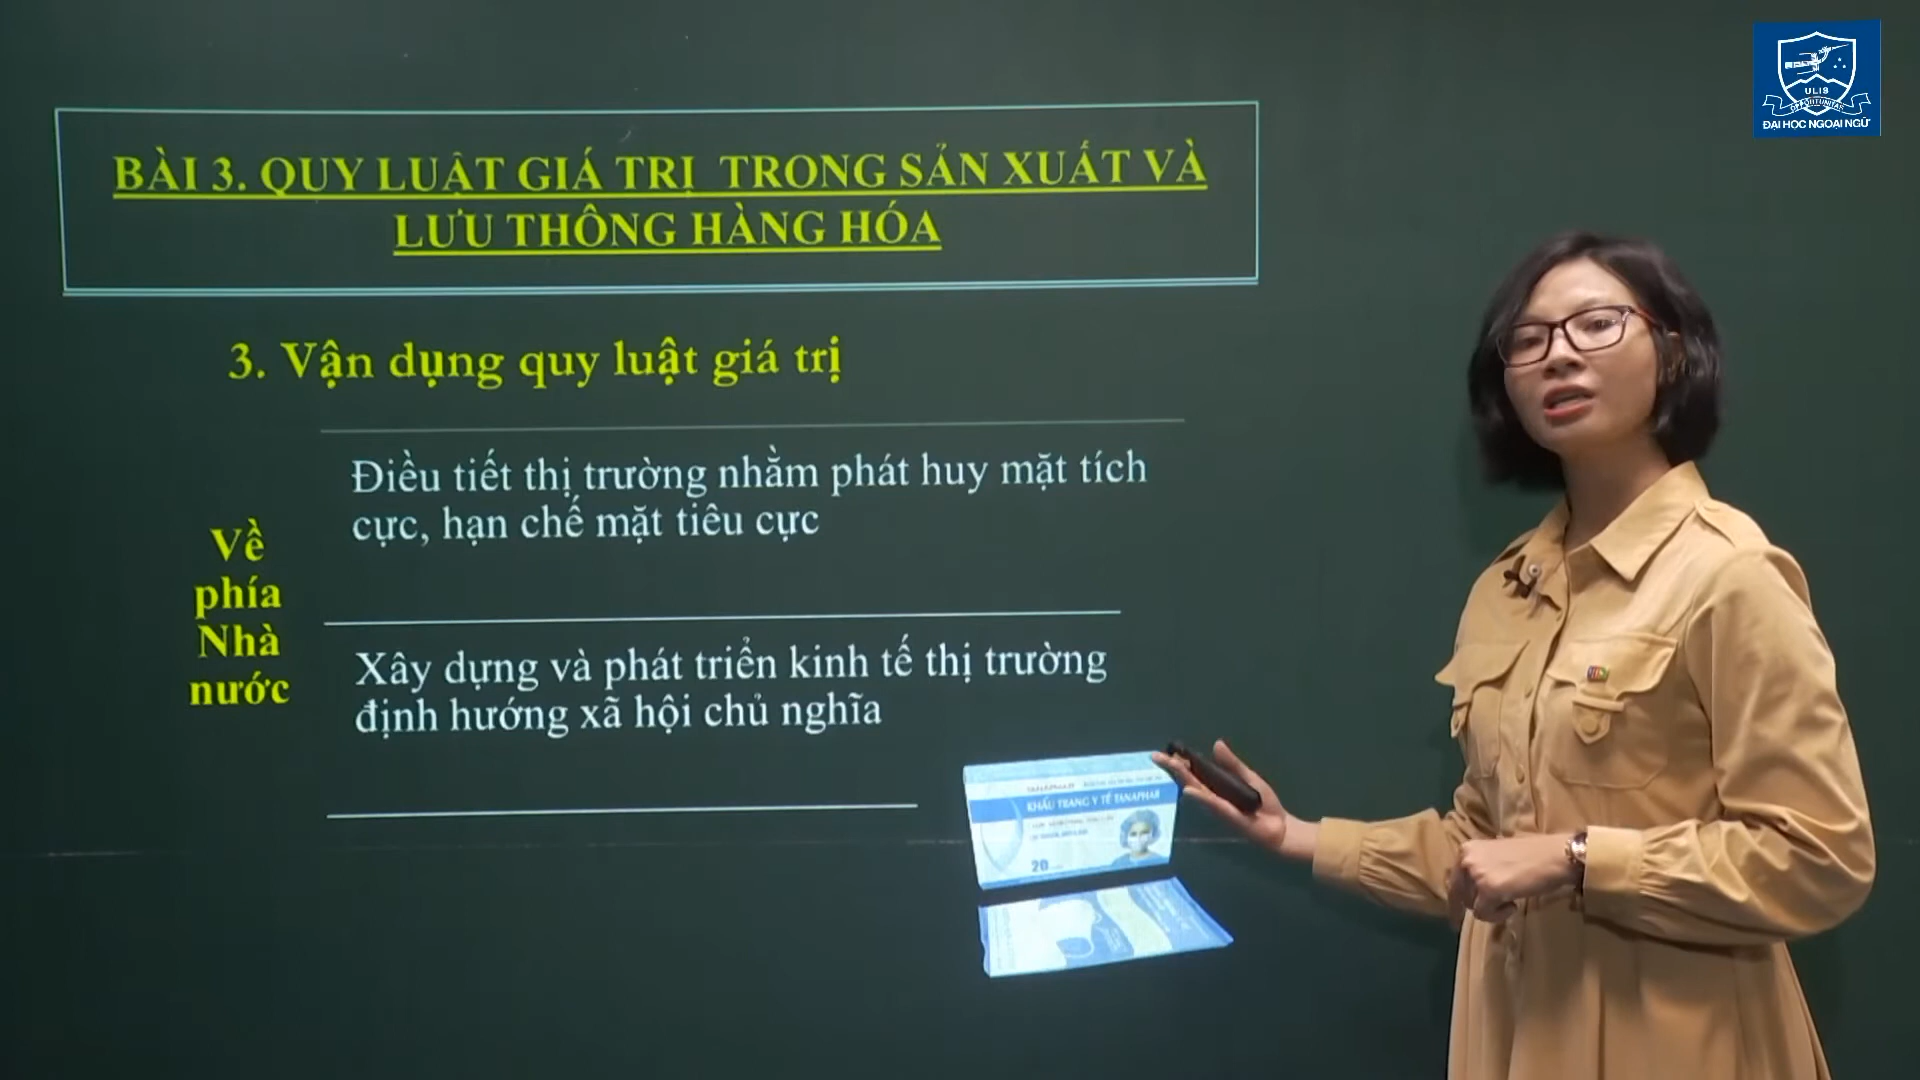 BÀI 3. QUY LUẬT GIÁ TRỊ TRONG SẢN XUẤT VÀ
LƯU THÔNG HÀNG HÓA
3. Vận dụng quy luật giá trị
Về
phía
Nhà
nước
Điều tiết thị trường nhằm phát huy mặt tích
cực, hạn chế mặt tiêu cực
Xây dựng và phát triển kinh tế thị trường
định hướng xã hội chủ nghĩa
KHẨU TRANG Y TẾ TANAPHAR
20
ULIS
OPPORTUNITAS
ĐẠI HỌC NGOẠI NGỮ